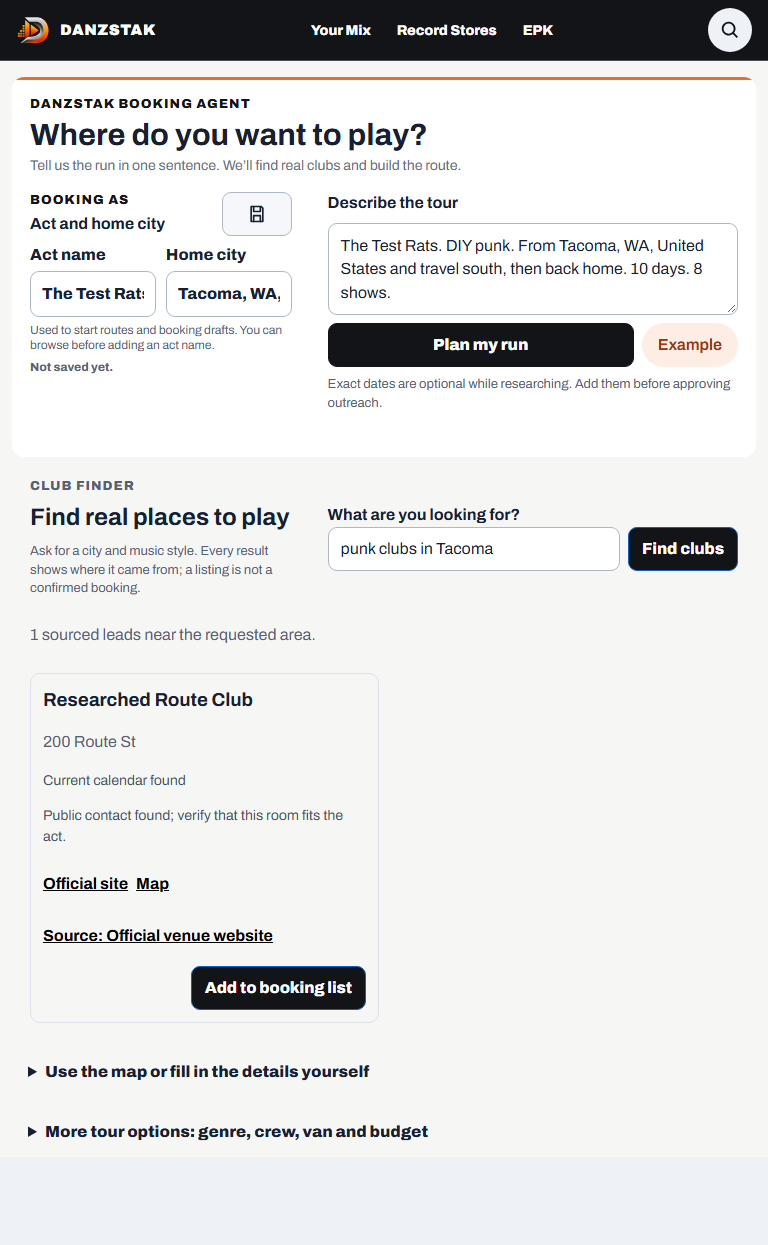 DANZSTAK
Your Mix
Record Stores
EPK
DANZSTAK BOOKING AGENT
Where do you want to play?
Tell us the run in one sentence. We'll find real clubs and build the route.
BOOKING AS
Act and home city
Act name
Home city
The Test Rats
Tacoma, WA,
Used to start routes and booking drafts. You can
browse before adding an act name.
Not saved yet.
Describe the tour
The Test Rats. DIY punk. From Tacoma, WA, United
States and travel south, then back home. 10 days. 8
shows.
Plan my run
Example
Exact dates are optional while researching. Add them before approving
outreach.
CLUB FINDER
Find real places to play
Ask for a city and music style. Every result
shows where it came from; a listing is not a
confirmed booking.
What are you looking for?
punk clubs in Tacoma
Find clubs
1 sourced leads near the requested area.
Researched Route Club
200 Route St
Current calendar found
Public contact found; verify that this room fits the
act.
Official site Map
Source: Official venue website
Add to booking list
Use the map or fill in the details yourself
More tour options: genre, crew, van and budget